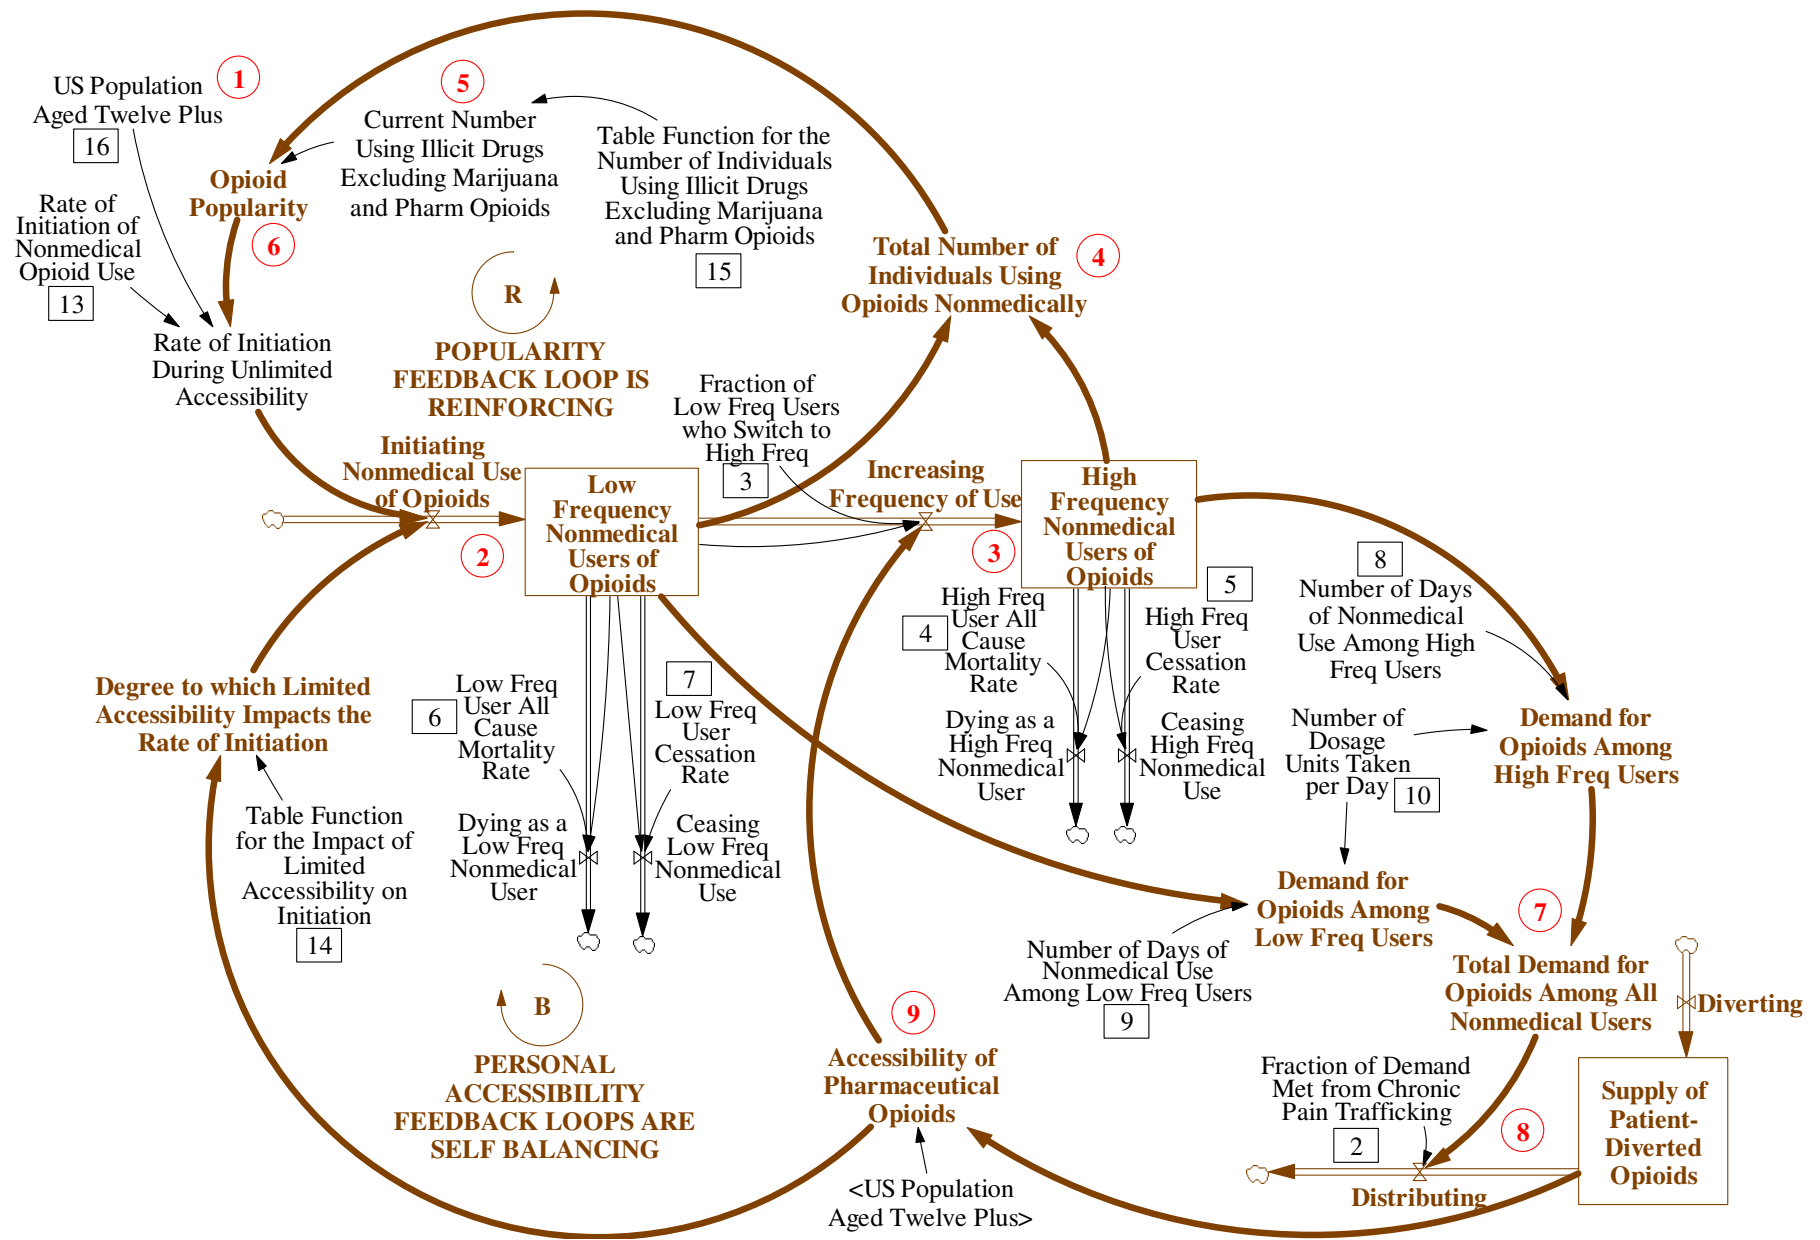 US Population
Aged Twelve Plus
1
16
5
Current Number
Using Illicit Drugs
Excluding Marijuana
and Pharm Opioids
Table Function for the
Number of Individuals
Using Illicit Drugs
Excluding Marijuana
and Pharm Opioids
15
Opioid
Popularity
6
Rate of
Initiation of
Nonmedical
Opioid Use
13
Total Number of
Individuals Using
Opioids Nonmedically
4
R
POPULARITY
FEEDBACK LOOP IS
REINFORCING
Rate of Initiation
During Unlimited
Accessibility
Fraction of
Low Freq Users
who Switch to
High Freq
3
Initiating
Nonmedical Use
of Opioids
2
Low
Frequency
Nonmedical
Users of
Opioids
Increasing
Frequency of Use
3
High
Frequency
Nonmedical
Users of
Opioids
8
Number of Days
of Nonmedical
Use Among High
Freq Users
High Freq
User All
Cause
Mortality
Rate
4
5
High Freq
User
Cessation
Rate
Degree to which Limited
Accessibility Impacts the
Rate of Initiation
Low Freq
User All
Cause
Mortality
Rate
6
7
Low Freq
User
Cessation
Rate
Dying as a
High Freq
Nonmedical
User
Ceasing
High Freq
Nonmedical
Use
Number of
Dosage
Units Taken
per Day
10
Demand for
Opioids Among
High Freq Users
Table Function
for the Impact of
Limited
Accessibility on
Initiation
14
Dying as a
Low Freq
Nonmedical
User
Ceasing
Low Freq
Nonmedical
Use
Demand for
Opioids Among
Low Freq Users
7
Number of Days of
Nonmedical Use
Among Low Freq Users
9
Total Demand for
Opioids Among All
Nonmedical Users
Diverting
B
PERSONAL
ACCESSIBILITY
FEEDBACK LOOPS ARE
SELF BALANCING
9
Accessibility of
Pharmaceutical
Opioids
Fraction of Demand
Met from Chronic
Pain Trafficking
2
8
Supply of
Patient-
Diverted
Opioids
Distributing
<US Population
Aged Twelve Plus>